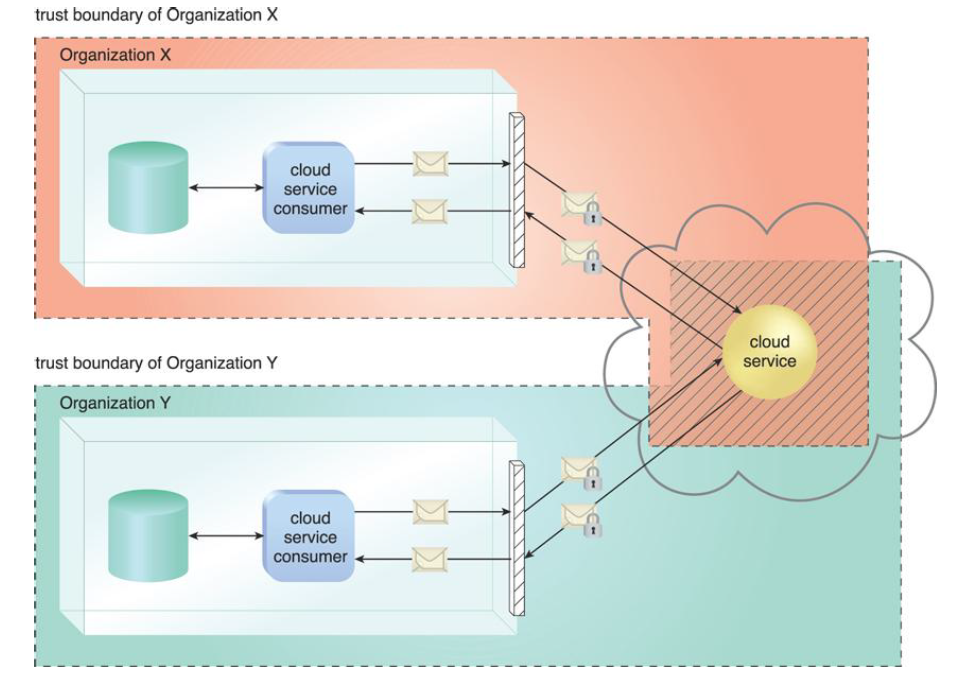 trust boundary of Organization X
Organization X
cloud
service
consumer
cloud
service
trust boundary of Organization Y
Organization Y
cloud
service
consumer